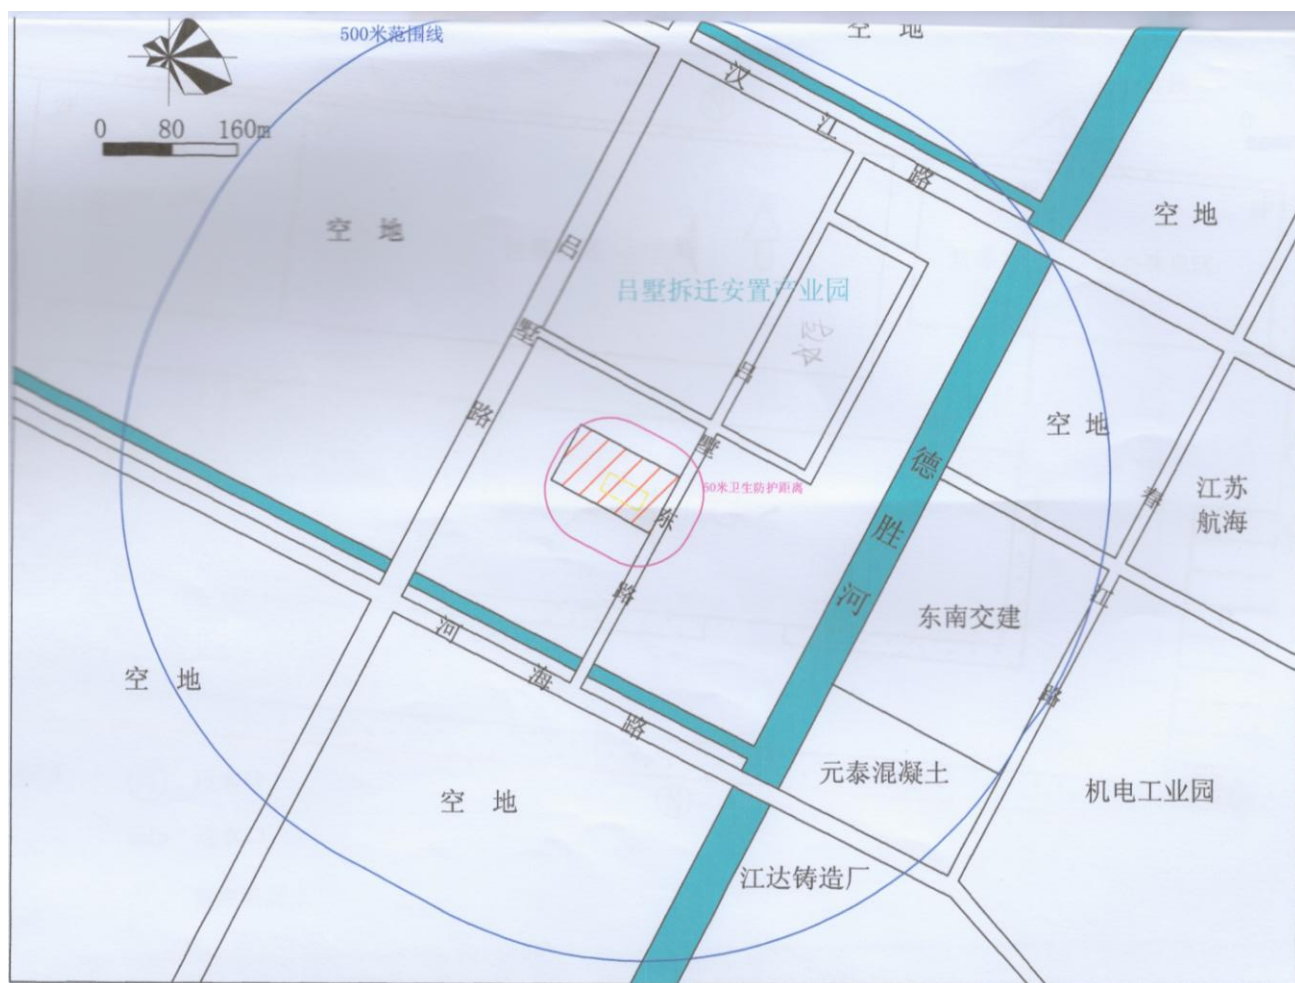 500米范围线
空 地
0 80 160m
汉江路
空 地
空 地
吕墅路
吕墅拆迁安置产业园
吕墅东路
空 地
德胜河
50米卫生防护距离
春江路
江苏
航海
东南交建
河海路
空 地
元泰混凝土
机电工业园
空 地
江达铸造厂